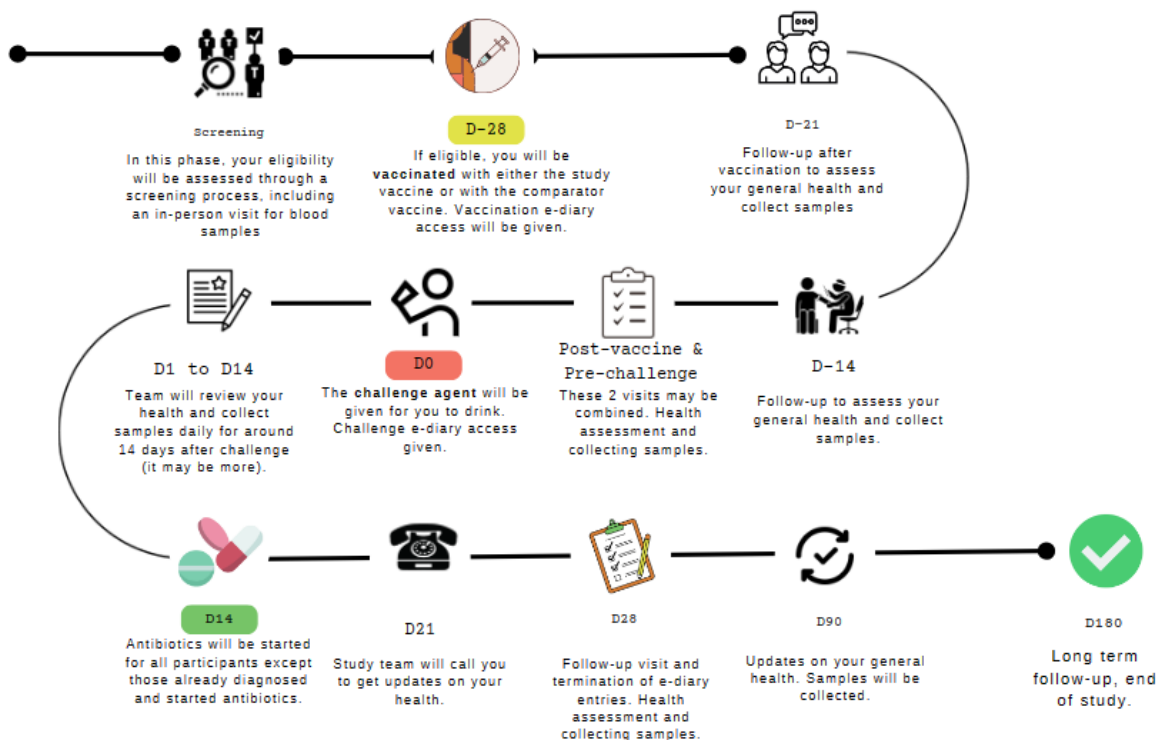 Screening
In this phase, your eligibility
will be assessed through a
screening process, including
an in-person visit for blood
samples
D-28
If eligible, you will be
vaccinated with either the study
vaccine or with the comparator
vaccine. Vaccination e-diary
access will be given.
D-21
Follow-up after
vaccination to assess
your general health and
collect samples
D-14
Follow-up to assess your
general health and collect
samples.
Post-vaccine &
Pre-challenge
These 2 visits may be
combined. Health
assessment and
collecting samples.
D0
The challenge agent will be
given for you to drink.
Challenge e-diary access
given.
D1 to D14
Team will review your
health and collect
samples daily for around
14 days after challenge
(it may be more).
D14
Antibiotics will be started
for all participants except
those already diagnosed
and started antibiotics.
D21
Study team will call you
to get updates on your
health.
D28
Follow-up visit and
termination of e-diary
entries. Health
assessment and
collecting samples.
D90
Updates on your general
health. Samples will be
collected.
D180
Long term
follow-up, end
of study.